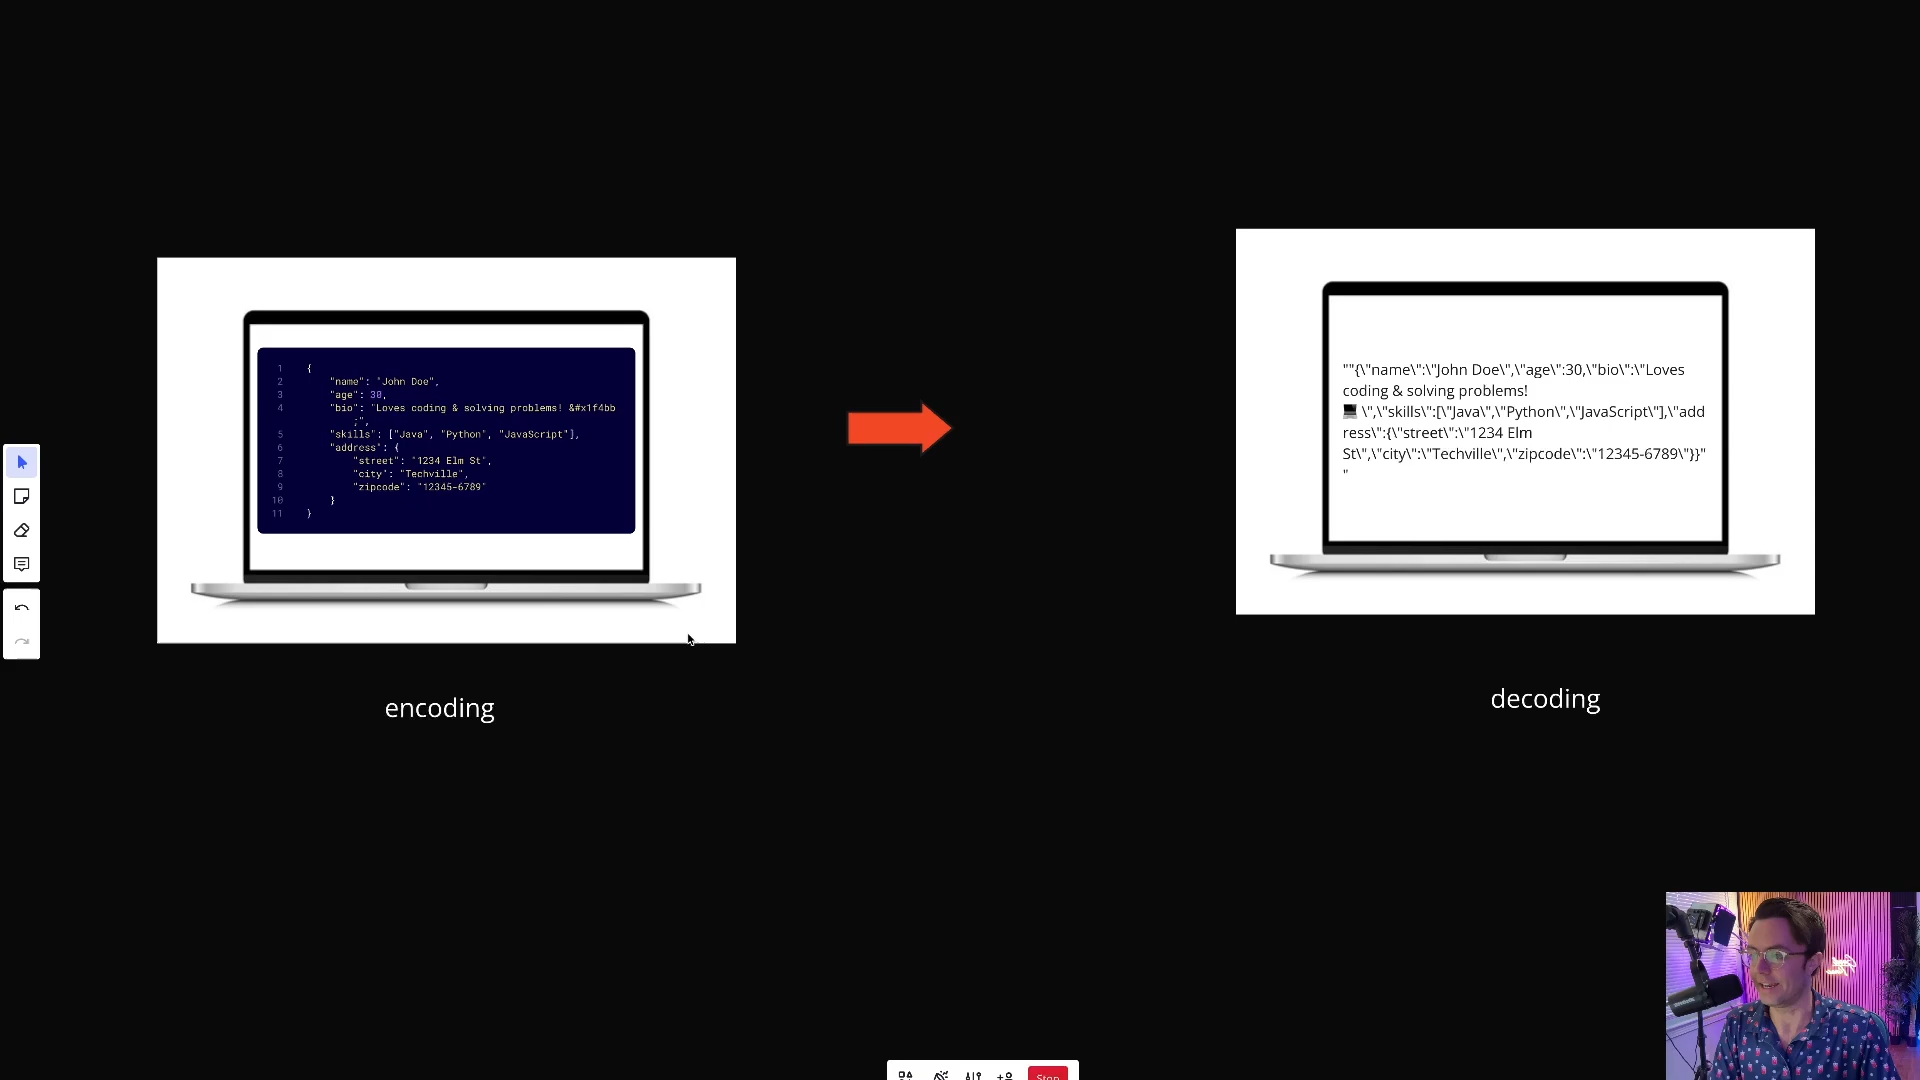 1 {
2 "name": "John Doe",
3 "age": 30,
4 "bio": "Loves coding & solving problems! &#x1f4bb
;",
5 "skills": ["Java", "Python", "JavaScript"],
6 "address": {
7 "street": "1234 Elm St",
8 "city": "Techville",
9 "zipcode": "12345-6789"
10 }
11 }
encoding
""{\"name\":\"John Doe\",\"age\":30,\"bio\":\"Loves
coding & solving problems!
💻 \",\"skills\":[\"Java\",\"Python\",\"JavaScript\"],\"add
ress\":{\"street\":\"1234 Elm
St\",\"city\":\"Techville\",\"zipcode\":\"12345-6789\"}}"
"
decoding
Stop